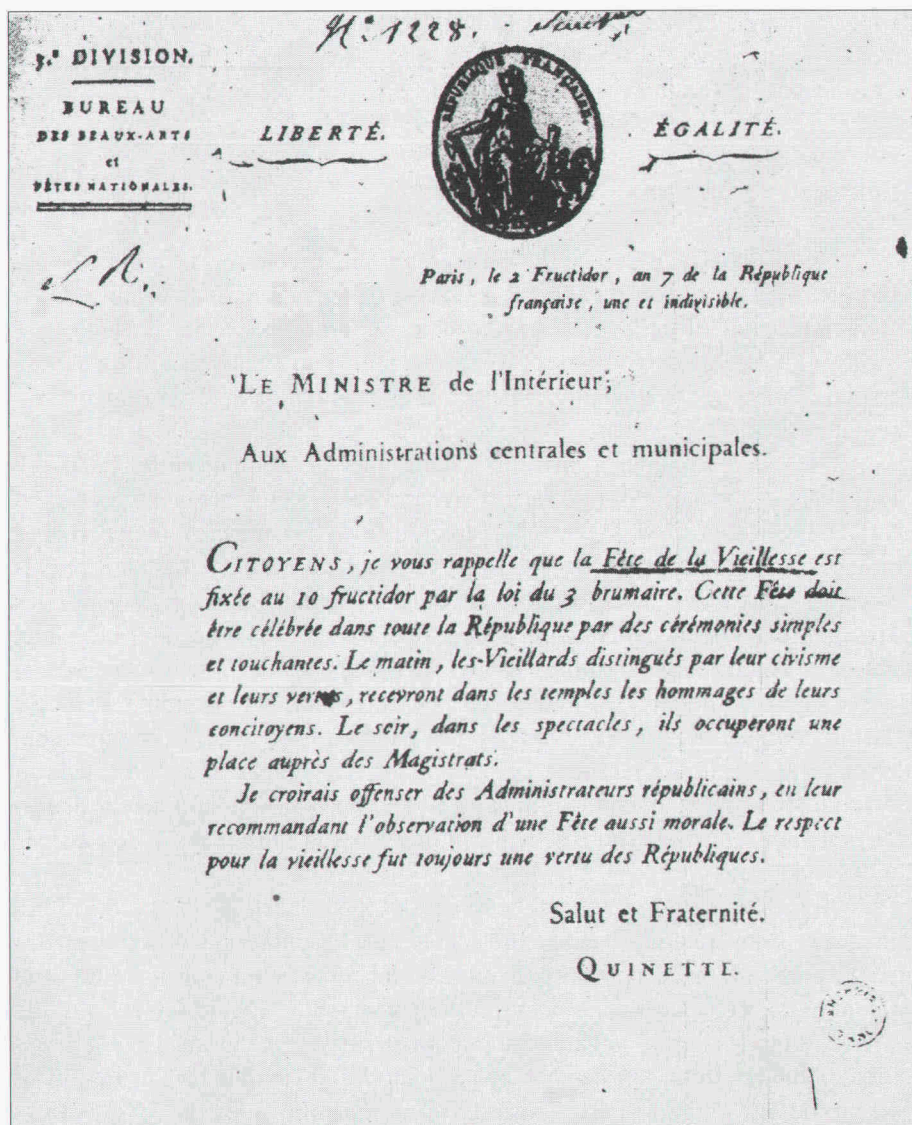 N.o 1228.
5.e DIVISION.
BUREAU
DES BEAUX-ARTS
et
FÊTES NATIONALES.
LIBERTÉ.
RÉPUBLIQUE FRANÇAISE.
ÉGALITÉ.
Paris, le 2 Fructidor, an 7 de la République
française, une et indivisible.
LE MINISTRE de l'Intérieur,
Aux Administrations centrales et municipales.
CITOYENS, je vous rappelle que la Fête de la Vieillesse est
fixée au 10 fructidor par la loi du 3 brumaire. Cette Fête doit
être célébrée dans toute la République par des cérémonies simples
et touchantes. Le matin, les Vieillards distingués par leur civisme
et leurs vertus, recevront dans les temples les hommages de leurs
concitoyens. Le soir, dans les spectacles, ils occuperont une
place auprès des Magistrats.
Je croirais offenser des Administrateurs républicains, en leur
recommandant l'observation d'une Fête aussi morale. Le respect
pour la vieillesse fut toujours une vertu des Républiques.
Salut et Fraternité.
QUINETTE.